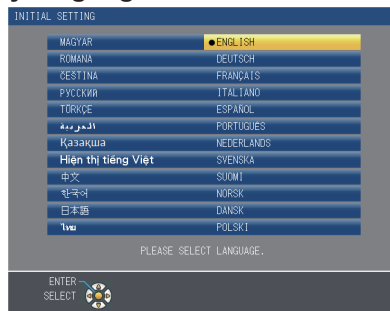 INITIAL SETTING
MAGYAR ●ENGLISH
ROMANA DEUTSCH
ČEŠTINA FRANÇAIS
РУССКИЙ ITALIANO
TÜRKÇE ESPAÑOL
العربية PORTUGUÊS
Қазақша NEDERLANDS
Hiện thị tiếng Việt SVENSKA
中文 SUOMI
한국어 NORSK
日本語 DANSK
ไทย POLSKI
PLEASE SELECT LANGUAGE.
ENTER
SELECT